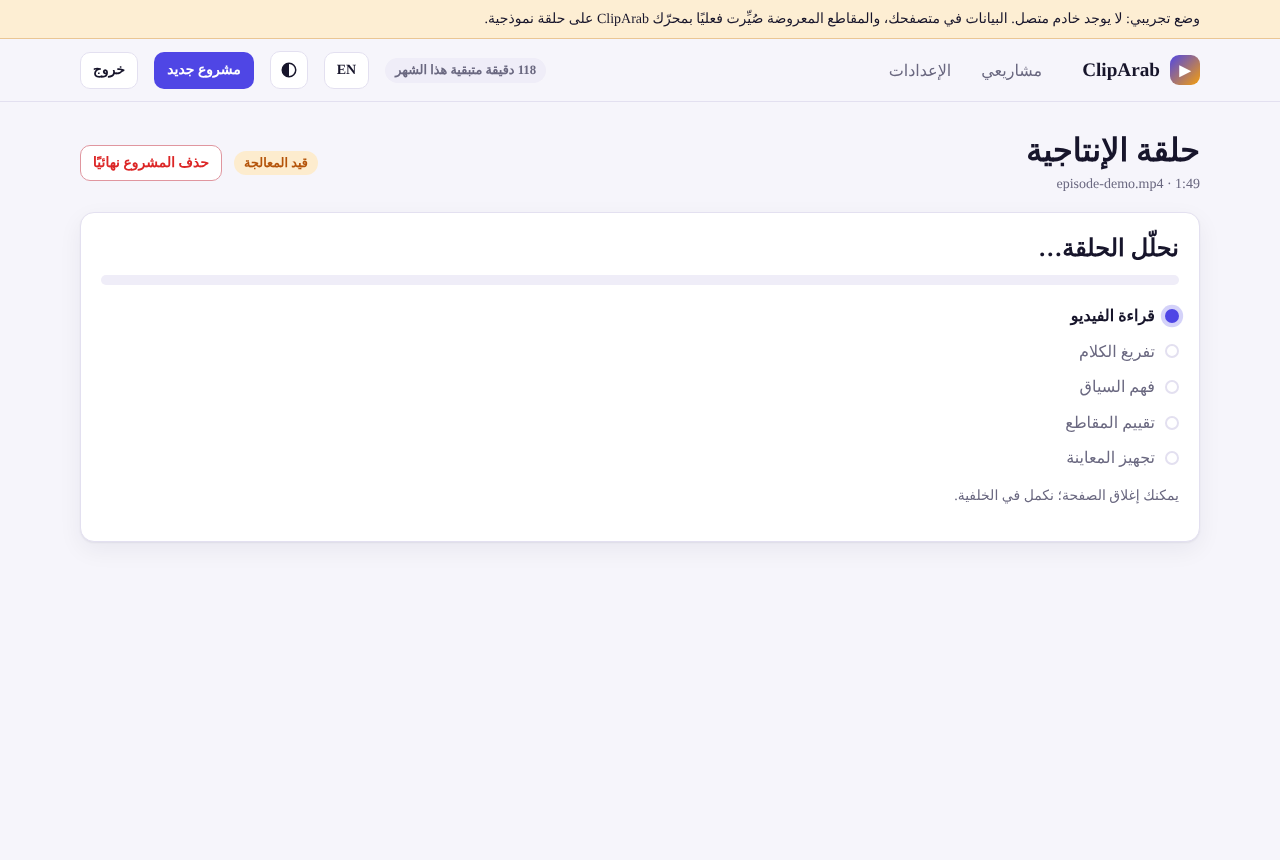 وضع تجريبي: لا يوجد خادم متصل. البيانات في متصفحك، والمقاطع المعروضة صُيِّرت فعليًا بمحرّك ClipArab على حلقة نموذجية.
ClipArab
مشاريعي
الإعدادات
118 دقيقة متبقية هذا الشهر
EN
مشروع جديد
خروج
حلقة الإنتاجية
episode-demo.mp4 · 1:49
قيد المعالجة
حذف المشروع نهائيًا
نحلّل الحلقة…
قراءة الفيديو
تفريغ الكلام
فهم السياق
تقييم المقاطع
تجهيز المعاينة
يمكنك إغلاق الصفحة؛ نكمل في الخلفية.